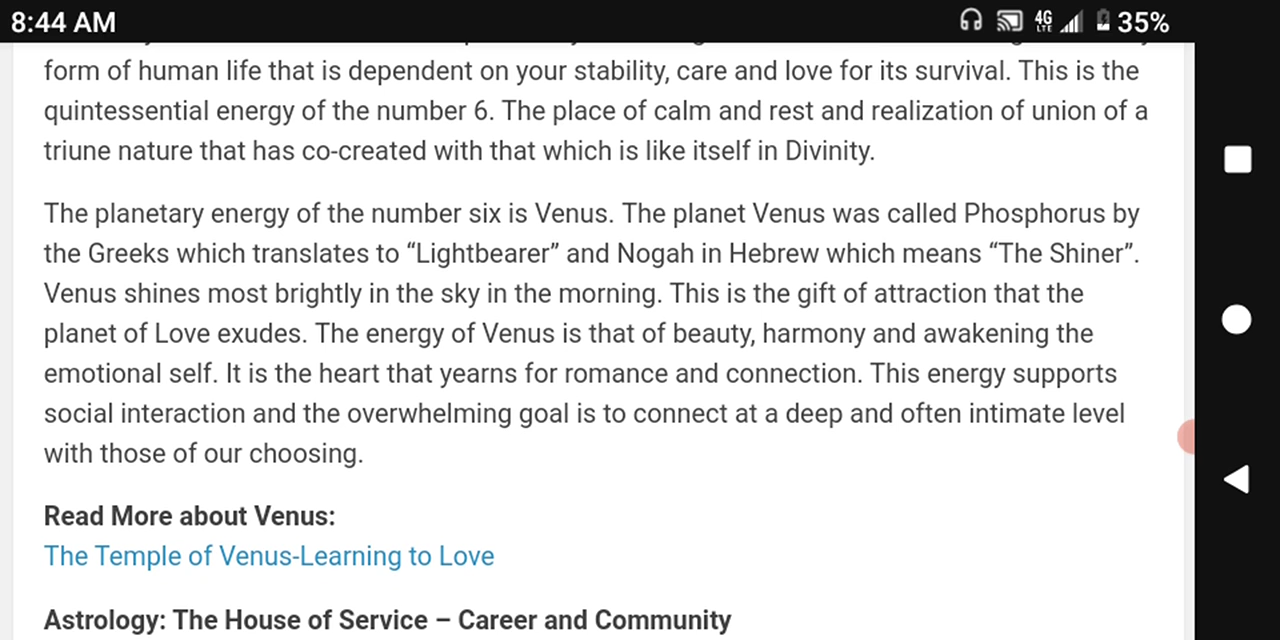 8:44 AM
4G
LTE
35%
form of human life that is dependent on your stability, care and love for its survival. This is the
quintessential energy of the number 6. The place of calm and rest and realization of union of a
triune nature that has co-created with that which is like itself in Divinity.
The planetary energy of the number six is Venus. The planet Venus was called Phosphorus by
the Greeks which translates to “Lightbearer” and Nogah in Hebrew which means “The Shiner”.
Venus shines most brightly in the sky in the morning. This is the gift of attraction that the
planet of Love exudes. The energy of Venus is that of beauty, harmony and awakening the
emotional self. It is the heart that yearns for romance and connection. This energy supports
social interaction and the overwhelming goal is to connect at a deep and often intimate level
with those of our choosing.
Read More about Venus:
The Temple of Venus-Learning to Love
Astrology: The House of Service – Career and Community